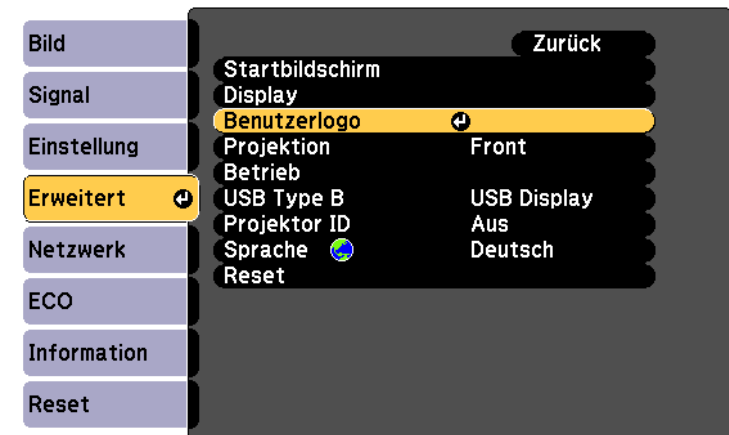 Bild
Signal
Einstellung
Erweitert
Netzwerk
ECO
Information
Reset
Zurück
Startbildschirm
Display
Benutzerlogo
Projektion Front
Betrieb
USB Type B USB Display
Projektor ID Aus
Sprache Deutsch
Reset